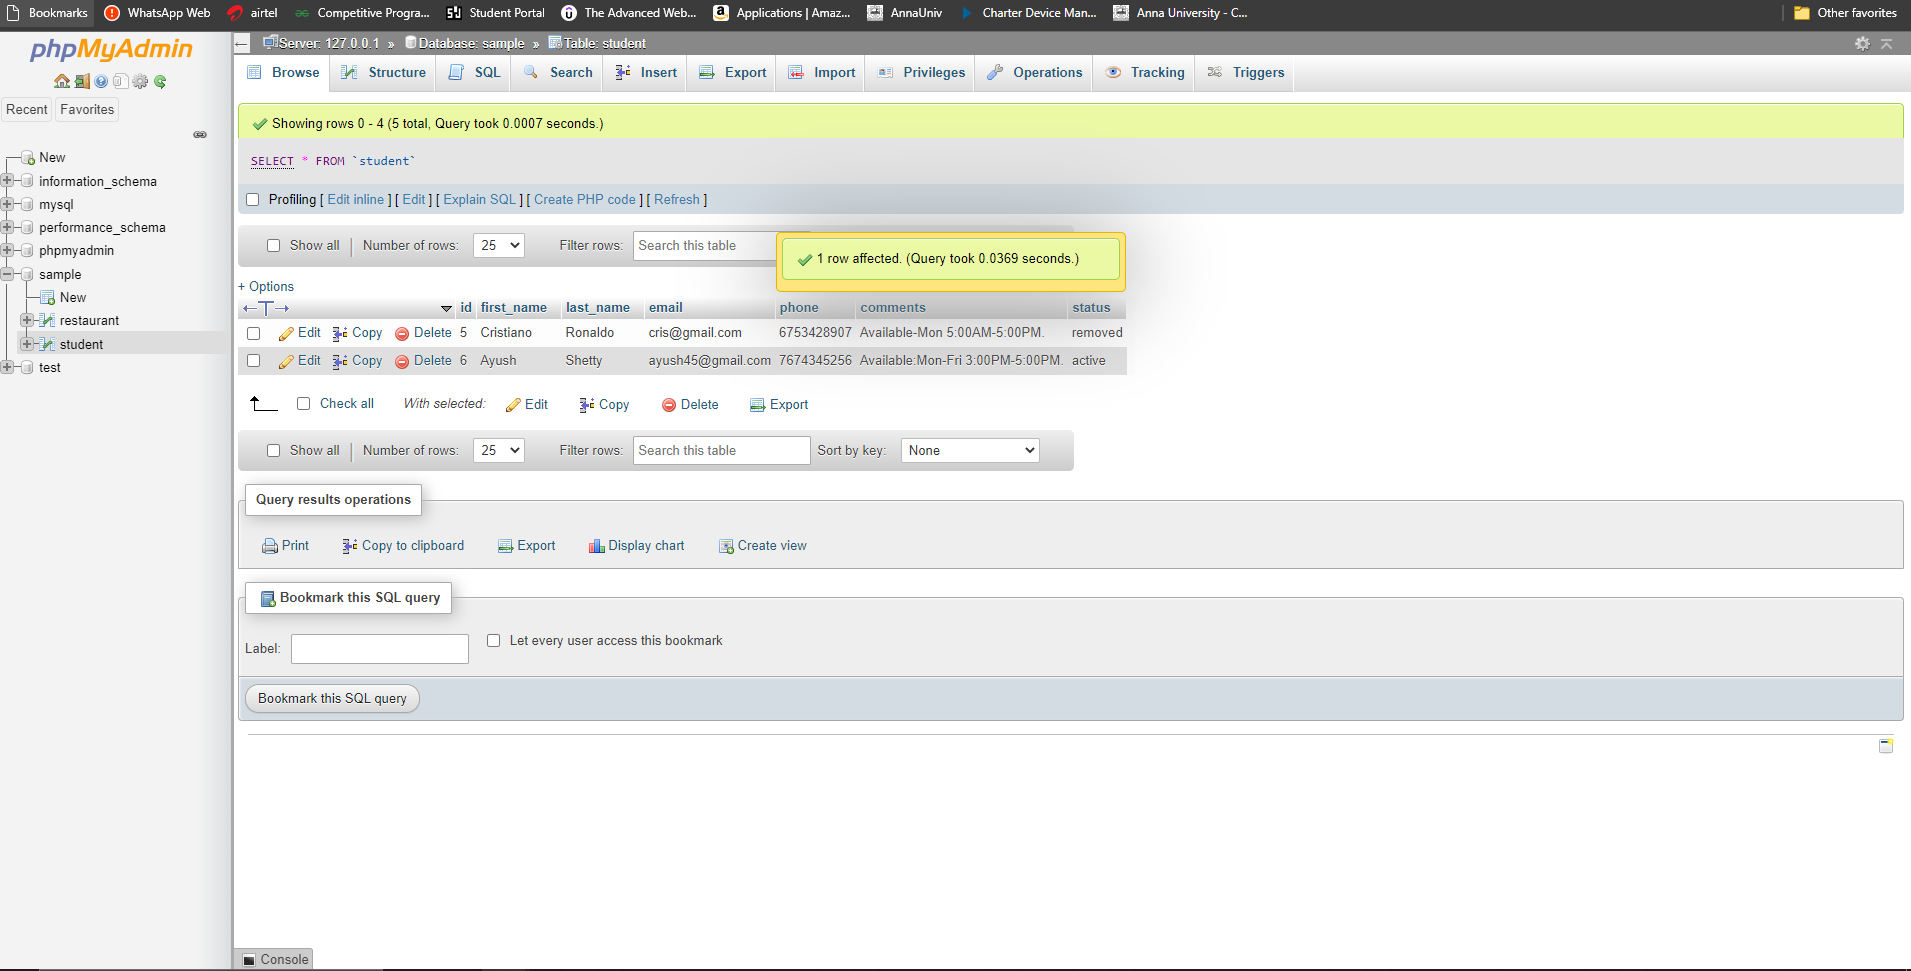 Bookmarks WhatsApp Web airtel Competitive Progra... Student Portal The Advanced Web... Applications | Amaz... AnnaUniv Charter Device Man... Anna University - C... Other favorites
phpMyAdmin
Recent Favorites
New
information_schema
mysql
performance_schema
phpmyadmin
sample
New
restaurant
student
test
Server: 127.0.0.1 » Database: sample » Table: student
Browse Structure SQL Search Insert Export Import Privileges Operations Tracking Triggers
Showing rows 0 - 4 (5 total, Query took 0.0007 seconds.)
SELECT * FROM `student`
Profiling [ Edit inline ] [ Edit ] [ Explain SQL ] [ Create PHP code ] [ Refresh ]
Show all Number of rows: 25 Filter rows: Search this table
1 row affected. (Query took 0.0369 seconds.)
+ Options
←T→ id first_name last_name email phone comments status
Edit Copy Delete 5 Cristiano Ronaldo cris@gmail.com 6753428907 Available-Mon 5:00AM-5:00PM. removed
Edit Copy Delete 6 Ayush Shetty ayush45@gmail.com 7674345256 Available:Mon-Fri 3:00PM-5:00PM. active
Check all With selected: Edit Copy Delete Export
Show all Number of rows: 25 Filter rows: Search this table Sort by key: None
Query results operations
Print Copy to clipboard Export Display chart Create view
Bookmark this SQL query
Label: Let every user access this bookmark
Bookmark this SQL query
Console